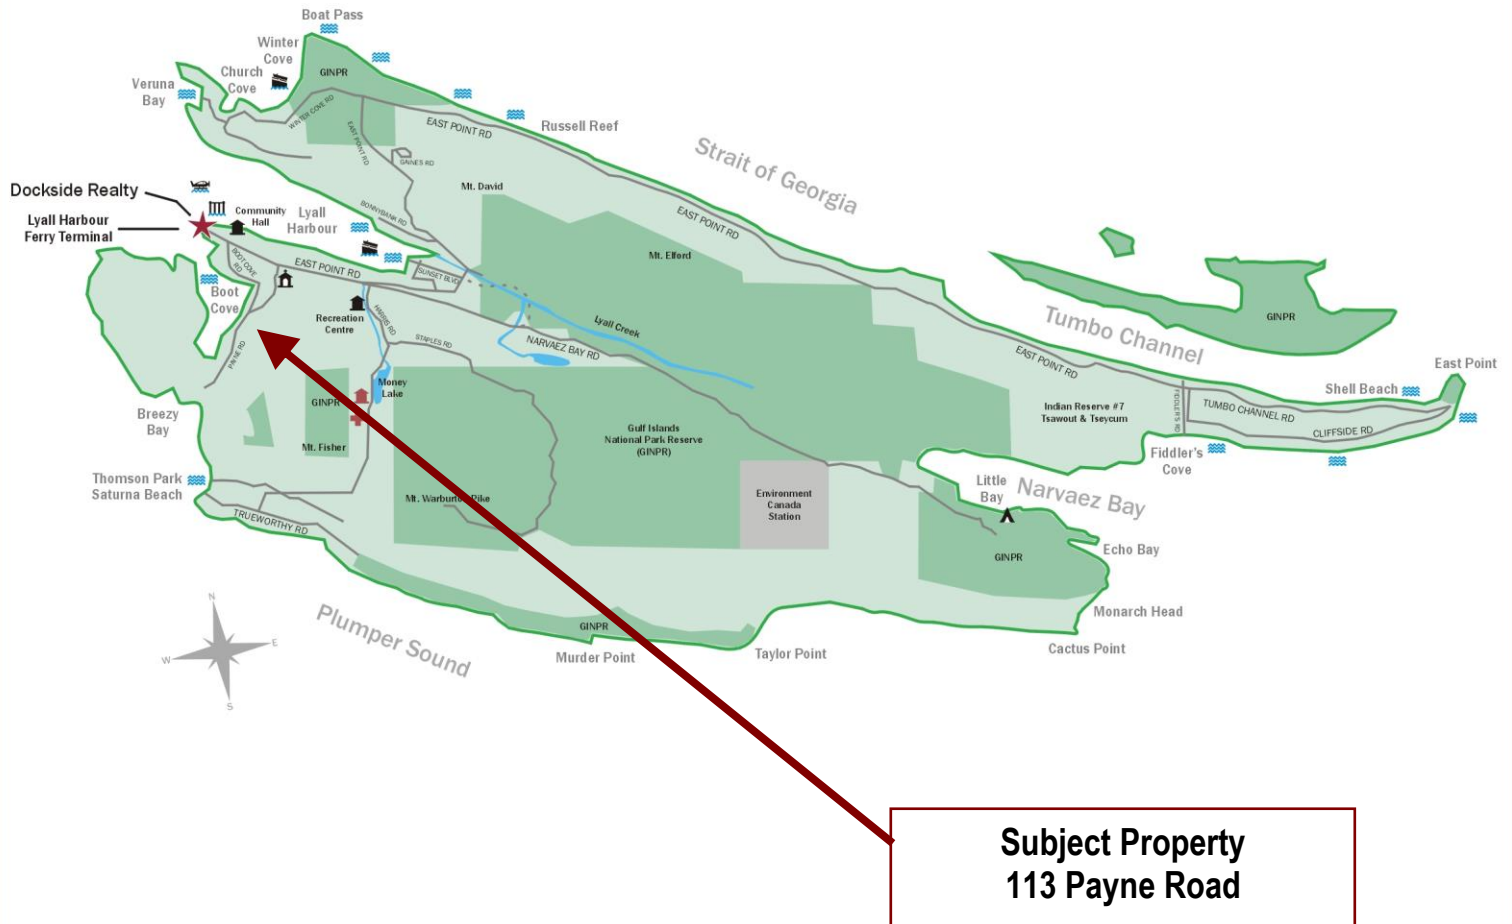 Boat Pass
Winter
Cove
Church
Cove
Veruna
Bay
GINPR
WINTER COVE RD
EAST POINT RD
EAST POINT RD
Russell Reef
GAINES RD
Strait of Georgia
Mt. David
Dockside Realty
Lyall Harbour
Ferry Terminal
Community
Hall
Lyall
Harbour
BONNYBANK RD
EAST POINT RD
Mt. Elford
BOOT COVE
RD
EAST POINT RD
SUNSET BLVD
Boot
Cove
Recreation
Centre
HARRIS RD
STAPLES RD
NARVAEZ BAY RD
Lyall Creek
Tumbo Channel
GINPR
PAYNE RD
EAST POINT RD
East Point
Shell Beach
Money
Lake
GINPR
Breezy
Bay
Mt. Fisher
Gulf Islands
National Park Reserve
(GINPR)
Indian Reserve #7
Tsawout & Tseycum
FIDDLER'S RD
TUMBO CHANNEL RD
CLIFFSIDE RD
Fiddler's
Cove
Thomson Park
Saturna Beach
Mt. Warburton Pike
Environment
Canada
Station
Little
Bay
Narvaez Bay
TRUEWORTHY RD
Echo Bay
GINPR
Monarch Head
Cactus Point
Plumper Sound
GINPR
Murder Point
Taylor Point
N
E
W
S
Subject Property
113 Payne Road